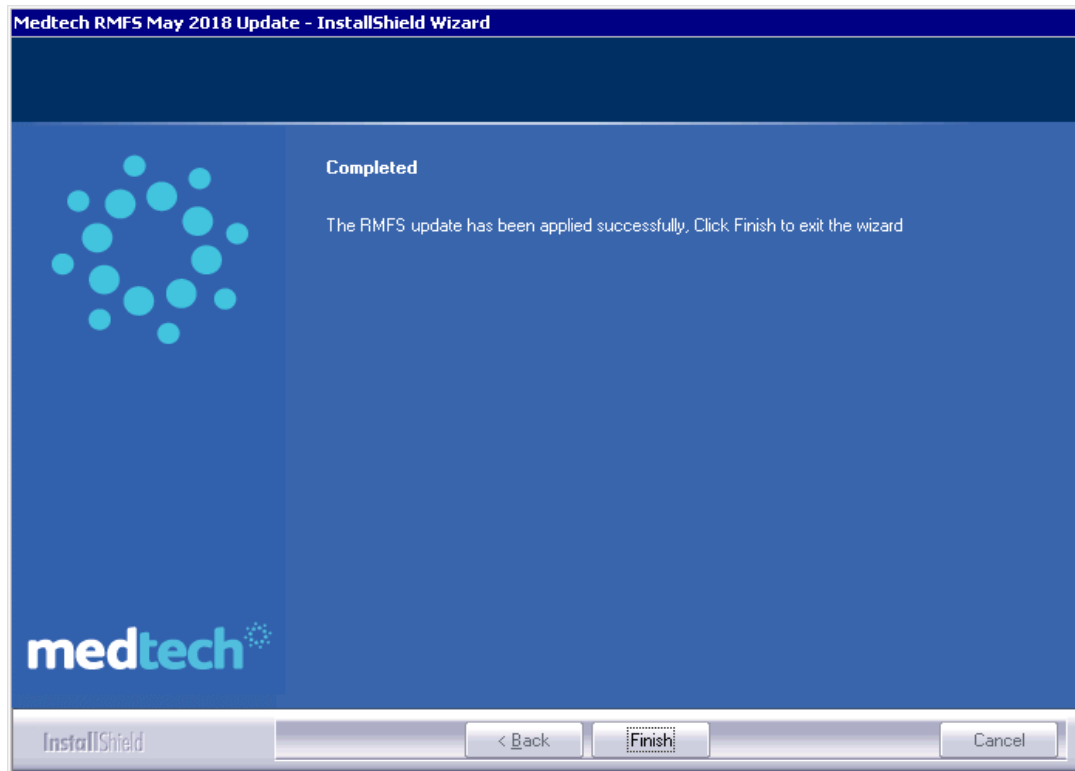 Medtech RMFS May 2018 Update - InstallShield Wizard
Completed
The RMFS update has been applied successfully, Click Finish to exit the wizard
medtech
InstallShield
< Back
Finish
Cancel